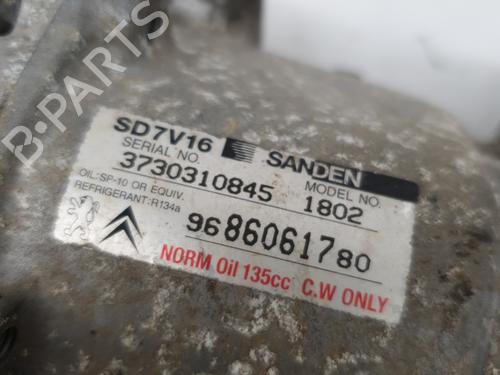 SD7V16 SANDEN
SERIAL NO. MODEL NO.
3730310845 1802
OIL:SP-10 OR EQUIV.
REFRIGERANT:R134a
9686061780
NORM Oil 135cc C.W ONLY
B-PARTS